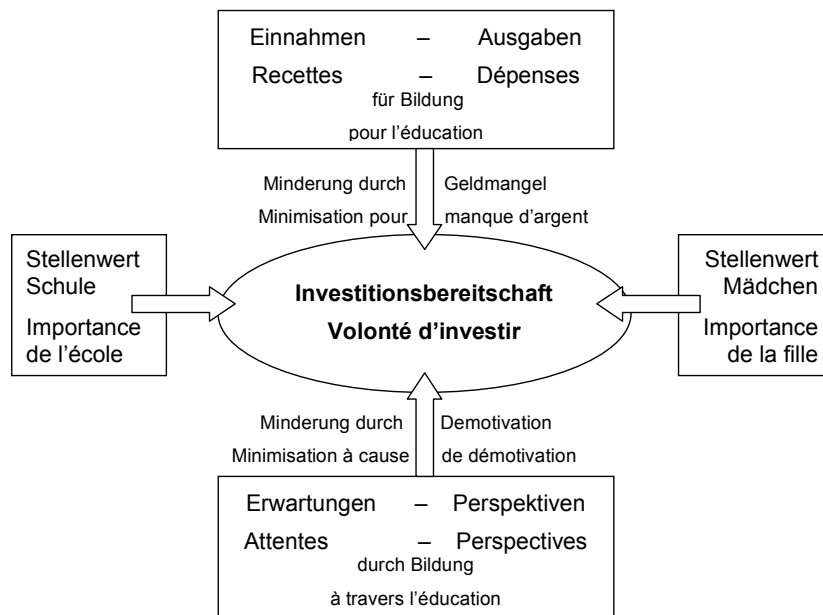 Einnahmen – Ausgaben
Recettes – Dépenses
für Bildung
pour l’éducation
Minderung durch Geldmangel
Minimisation pour manque d’argent
Stellenwert
Schule
Importance
de l’école
Investitionsbereitschaft
Volonté d’investir
Stellenwert
Mädchen
Importance
de la fille
Minderung durch Demotivation
Minimisation à cause de démotivation
Erwartungen – Perspektiven
Attentes – Perspectives
durch Bildung
à travers l’éducation